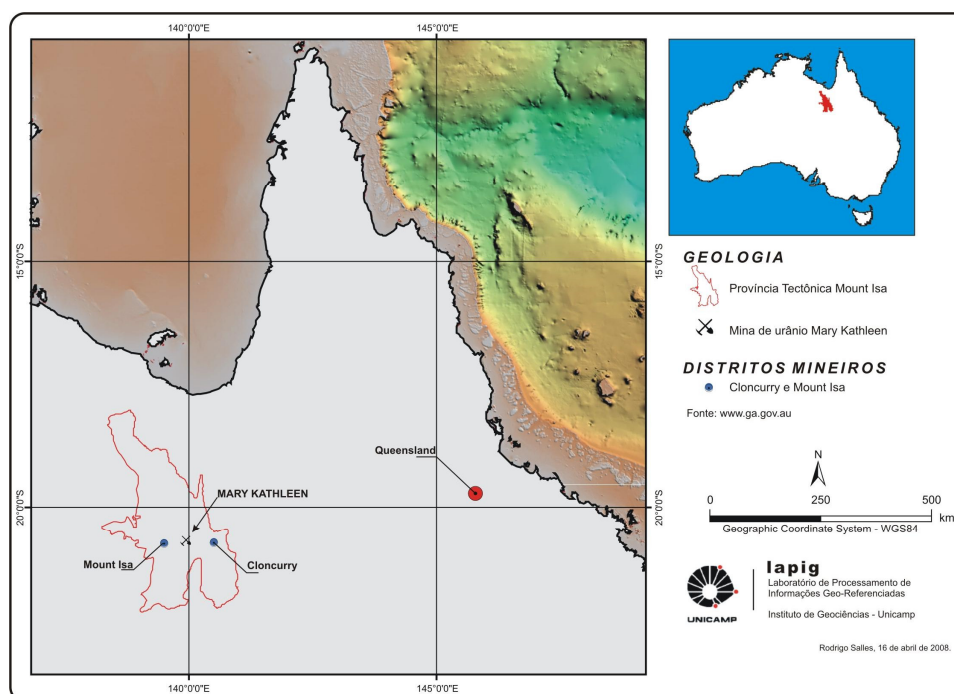 140°0'0"E
145°0'0"E
15°0'0"S
15°0'0"S
20°0'0"S
20°0'0"S
Queensland
MARY KATHLEEN
Mount Isa
Cloncurry
140°0'0"E
145°0'0"E
GEOLOGIA
Província Tectônica Mount Isa
Mina de urânio Mary Kathleen
DISTRITOS MINEIROS
Cloncurry e Mount Isa
Fonte: www.ga.gov.au
N
0 250 500
km
Geographic Coordinate System - WGS84
UNICAMP
lapig
Laboratório de Processamento de
Informações Geo-Referenciadas
Instituto de Geociências - Unicamp
Rodrigo Salles, 16 de abril de 2008.